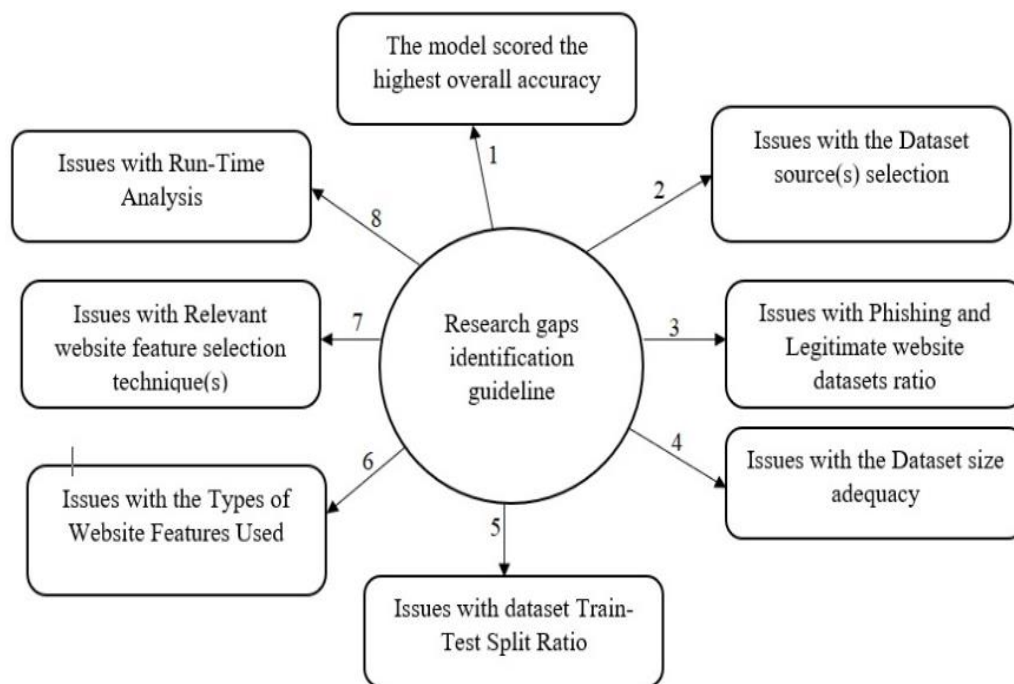 The model scored the
highest overall accuracy
1
Issues with the Dataset
source(s) selection
2
Issues with Phishing and
Legitimate website
datasets ratio
3
Issues with the Dataset size
adequacy
4
Issues with dataset Train-
Test Split Ratio
5
Issues with the Types of
Website Features Used
6
Issues with Relevant
website feature selection
technique(s)
7
Issues with Run-Time
Analysis
8
Research gaps
identification
guideline